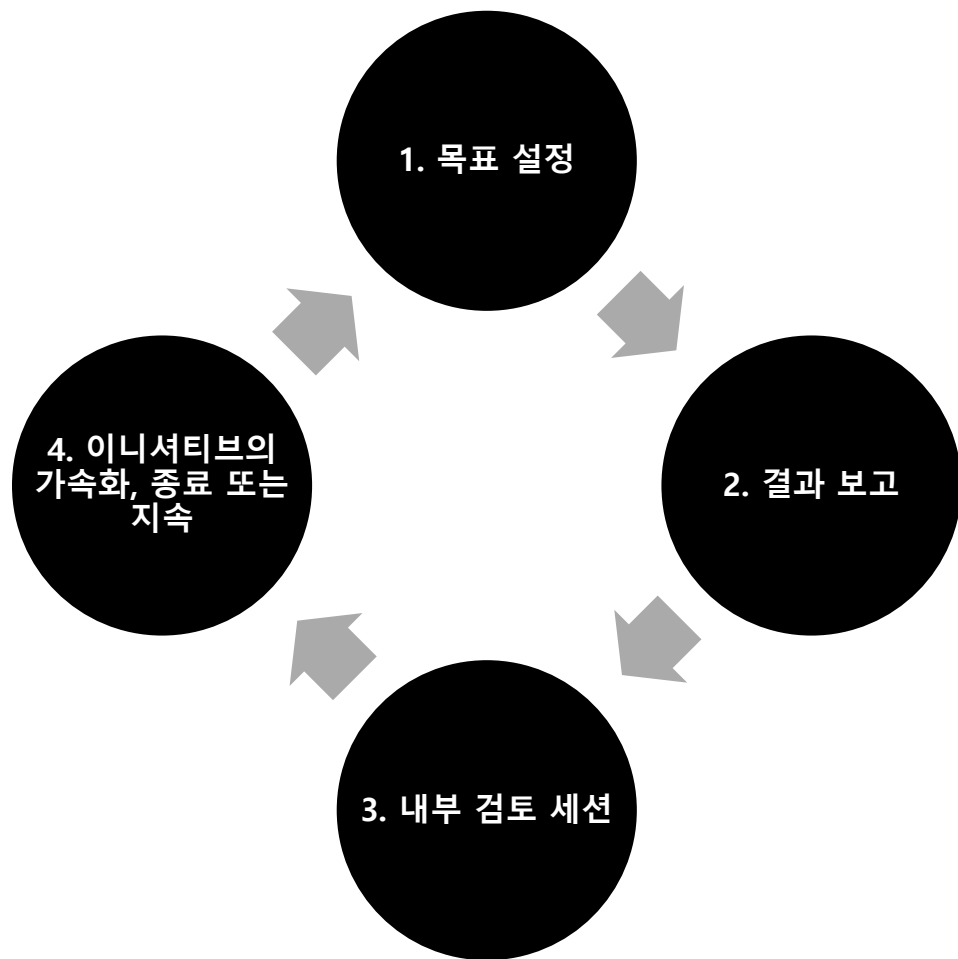 1. 목표 설정
2. 결과 보고
3. 내부 검토 세션
4. 이니셔티브의
가속화, 종료 또는
지속